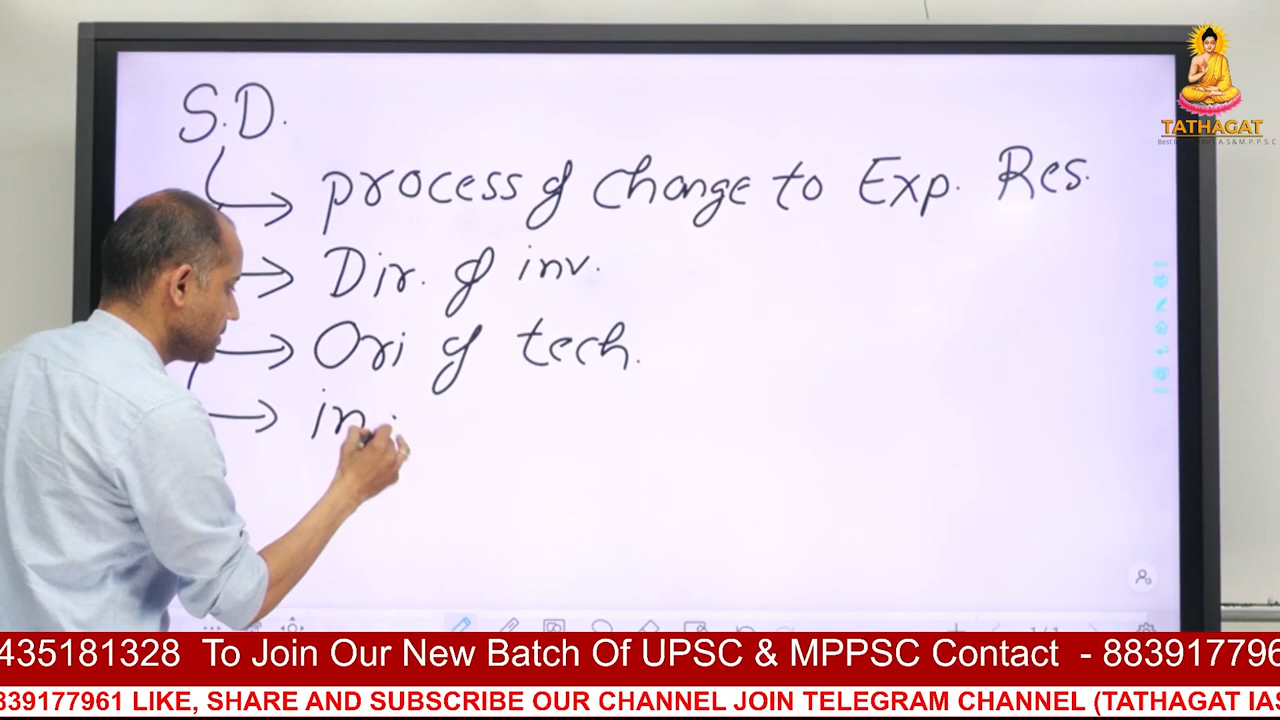 S.D.
process of change to Exp. Res.
Dir. of inv.
Ori of tech.
in
TATHAGAT
435181328 To Join Our New Batch Of UPSC & MPPSC Contact - 883917796
839177961 LIKE, SHARE AND SUBSCRIBE OUR CHANNEL JOIN TELEGRAM CHANNEL (TATHAGAT IAS